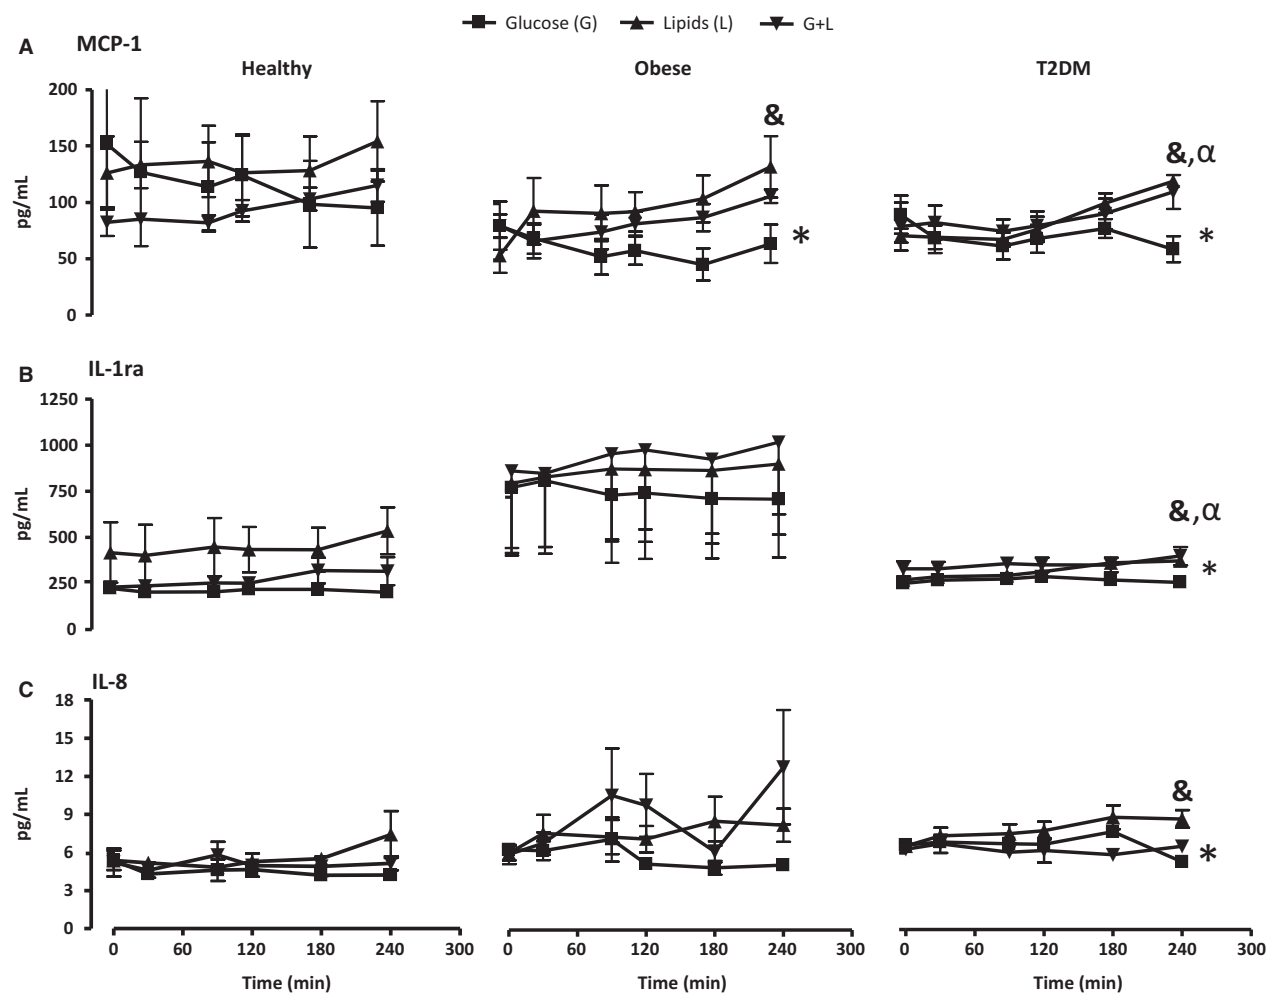 Glucose (G) Lipids (L) G+L
A MCP-1
Healthy Obese T2DM
200
150
100
50
0
pg/mL
&
*
&,α
*
B IL-1ra
1250
1000
750
500
250
0
pg/mL
&,α
*
C IL-8
18
15
12
9
6
3
0
pg/mL
&
*
0 60 120 180 240 300 0 60 120 180 240 300 0 60 120 180 240 300
Time (min) Time (min) Time (min)